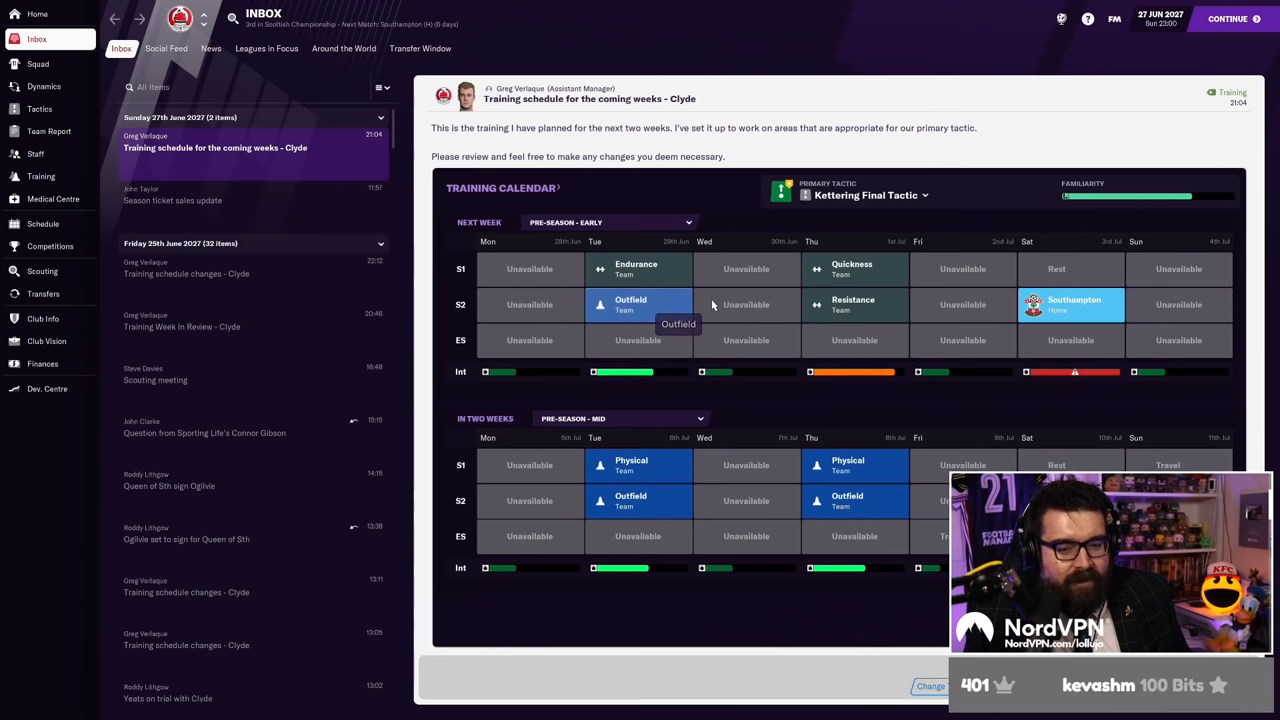 Home
Inbox
Squad
Dynamics
Tactics
Team Report
Staff
Training
Medical Centre
Schedule
Competitions
Scouting
Transfers
Club Info
Club Vision
Finances
Dev. Centre
INBOX
3rd in Scottish Championship - Next Match: Southampton (H) (6 days)
FM
27 JUN 2027
Sun 23:00
CONTINUE
Inbox
Social Feed
News
Leagues in Focus
Around the World
Transfer Window
All Items
Sunday 27th June 2027 (2 items)
Greg Verlaque 21:04
Training schedule for the coming weeks - Clyde
John Taylor 11:57
Season ticket sales update
Friday 25th June 2027 (32 items)
Greg Verlaque 22:12
Training schedule changes - Clyde
Greg Verlaque 20:46
Training Week In Review - Clyde
Steve Davies 16:48
Scouting meeting
John Clarke 15:15
Question from Sporting Life's Connor Gibson
Roddy Lithgow 14:15
Queen of Sth sign Ogilvie
Roddy Lithgow 13:38
Ogilvie set to sign for Queen of Sth
Greg Verlaque 13:11
Training schedule changes - Clyde
Greg Verlaque 13:05
Training schedule changes - Clyde
Roddy Lithgow 13:02
Yeats on trial with Clyde
Greg Verlaque (Assistant Manager)
Training schedule for the coming weeks - Clyde
Training
21:04
This is the training I have planned for the next two weeks. I've set it up to work on areas that are appropriate for our primary tactic.
Please review and feel free to make any changes you deem necessary.
TRAINING CALENDAR
PRIMARY TACTIC
Kettering Final Tactic
FAMILIARITY
NEXT WEEK PRE-SEASON - EARLY
Mon 28th Jun Tue 29th Jun Wed 30th Jun Thu 1st Jul Fri 2nd Jul Sat 3rd Jul Sun 4th Jul
S1 Unavailable Endurance Team Unavailable Quickness Team Unavailable Rest Unavailable
S2 Unavailable Outfield Team Unavailable Resistance Team Unavailable Southampton Home Unavailable
Outfield
ES Unavailable Unavailable Unavailable Unavailable Unavailable Unavailable Unavailable
Int
IN TWO WEEKS PRE-SEASON - MID
Mon 5th Jul Tue 6th Jul Wed 7th Jul Thu 8th Jul Fri 9th Jul Sat 10th Jul Sun 11th Jul
S1 Unavailable Physical Team Unavailable Physical Team Unavailable Rest Travel
S2 Unavailable Outfield Team Unavailable Outfield Team
ES Unavailable Unavailable Unavailable Unavailable
Int
Change
21
KFC
NordVPN
NordVPN.com/lollujo
401
kevashm 100 Bits